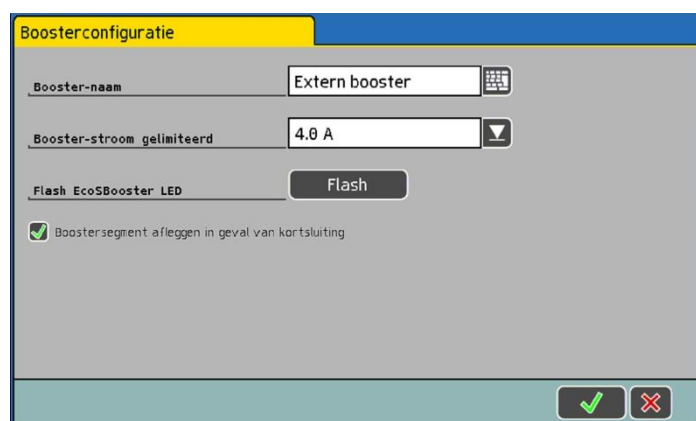 Boosterconfiguratie
Booster-naam Extern booster
Booster-stroom gelimiteerd 4.0 A
Flash EcoSBooster LED Flash
Boostersegment afleggen in geval van kortsluiting